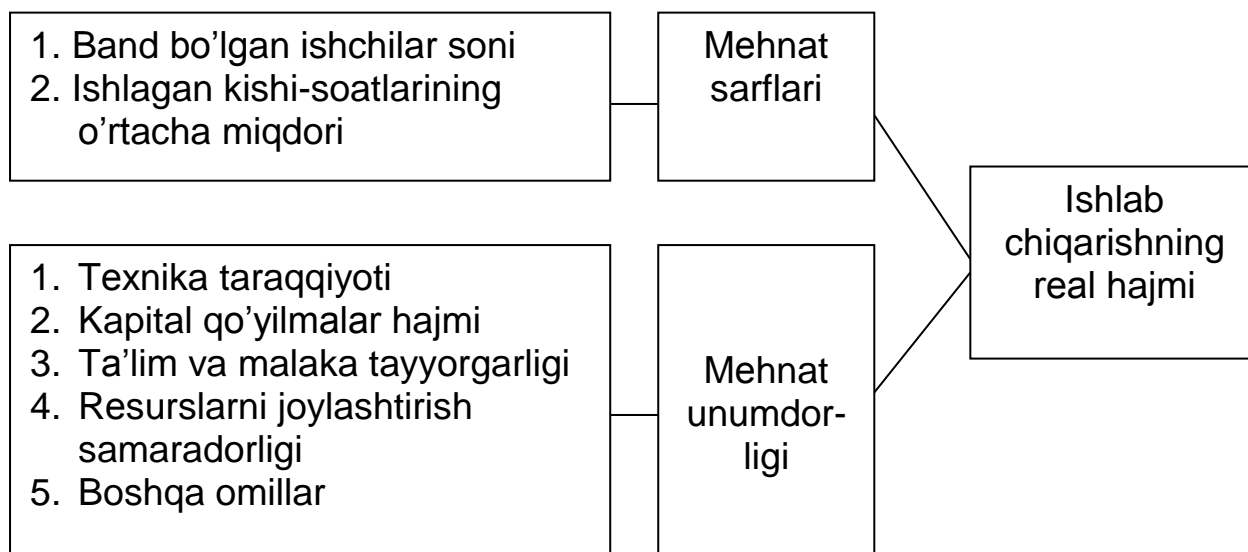 1. Band bo’lgan ishchilar soni
2. Ishlagan kishi-soatlarining
o’rtacha miqdori
Mehnat
sarflari
1. Texnika taraqqiyoti
2. Kapital qo’yilmalar hajmi
3. Ta’lim va malaka tayyorgarligi
4. Resurslarni joylashtirish
samaradorligi
5. Boshqa omillar
Mehnat
unumdor-
ligi
Ishlab
chiqarishning
real hajmi